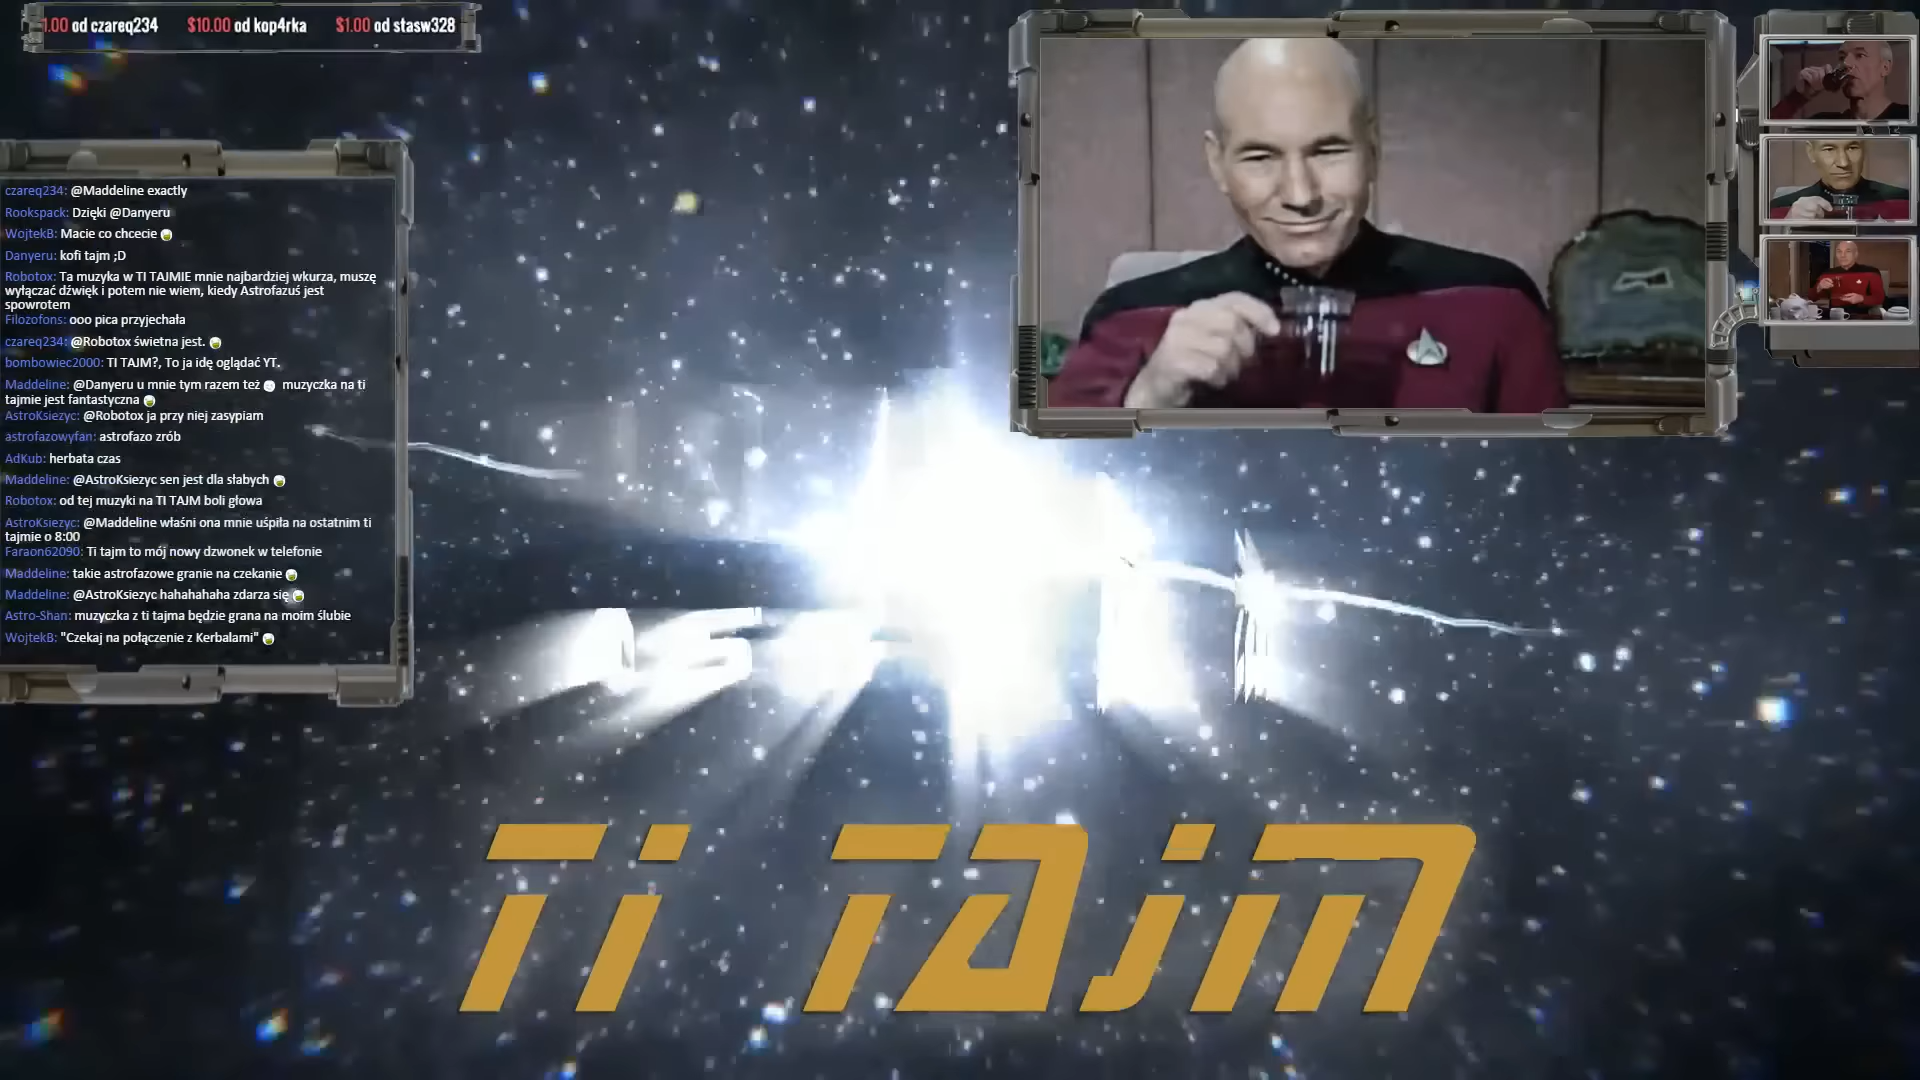 1.00 od czareq234 $10.00 od kop4rka $1.00 od stasw328
czareq234: @Maddeline exactly
Rookspack: Dzięki @Danyeru
WojtekB: Macie co chcecie
Danyeru: kofi tajm ;D
Robotox: Ta muzyka w TI TAJMIE mnie najbardziej wkurza, muszę
wyłączać dźwięk i potem nie wiem, kiedy Astrofazuś jest
spowrotem
Filozofons: ooo pica przyjechała
czareq234: @Robotox świetna jest.
bombowiec2000: TI TAJM?, To ja idę oglądać YT.
Maddeline: @Danyeru u mnie tym razem też muzyczka na ti
tajmie jest fantastyczna
AstroKsiezyc: @Robotox ja przy niej zasypiam
astrofazowyfan: astrofazo zrób
AdKub: herbata czas
Maddeline: @AstroKsiezyc sen jest dla słabych
Robotox: od tej muzyki na TI TAJM boli głowa
AstroKsiezyc: @Maddeline właśni ona mnie uśpiła na ostatnim ti
tajmie o 8:00
Faraon62090: Ti tajm to mój nowy dzwonek w telefonie
Maddeline: takie astrofazowe granie na czekanie
Maddeline: @AstroKsiezyc hahahahaha zdarza się
Astro-Shan: muzyczka z ti tajma będzie grana na moim ślubie
WojtekB: "Czekaj na połączenie z Kerbalami"
Ti TAjm